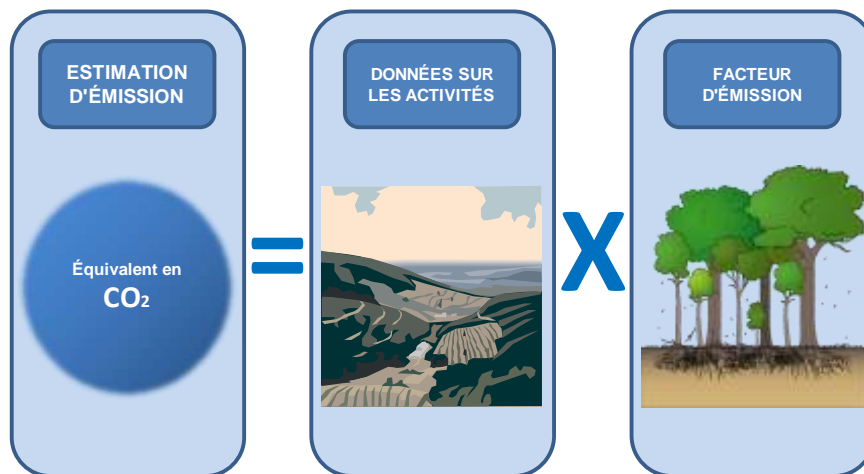 ESTIMATION
D'ÉMISSION
Équivalent en
CO₂
=
DONNÉES SUR
LES ACTIVITÉS
X
FACTEUR
D'ÉMISSION